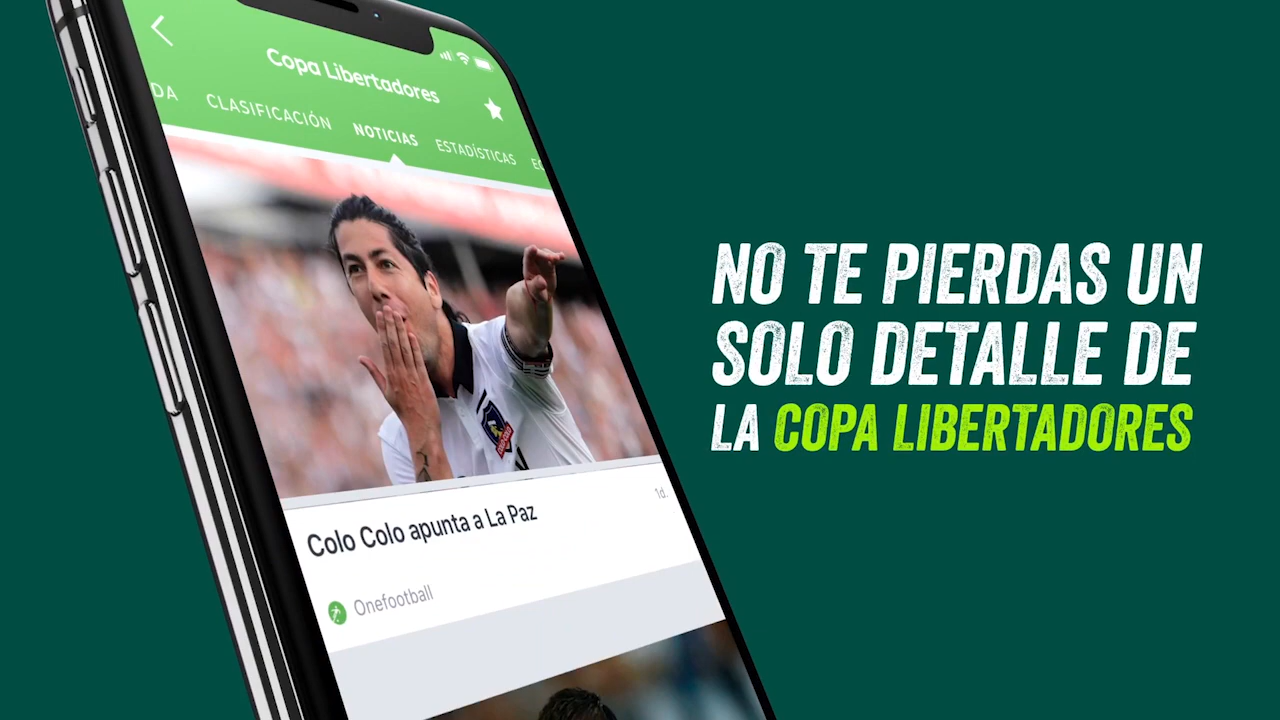 Copa Libertadores
DA CLASIFICACIÓN NOTICIAS ESTADÍSTICAS
Colo Colo apunta a La Paz
1d.
Onefootball
NO TE PIERDAS UN
SOLO DETALLE DE
LA COPA LIBERTADORES